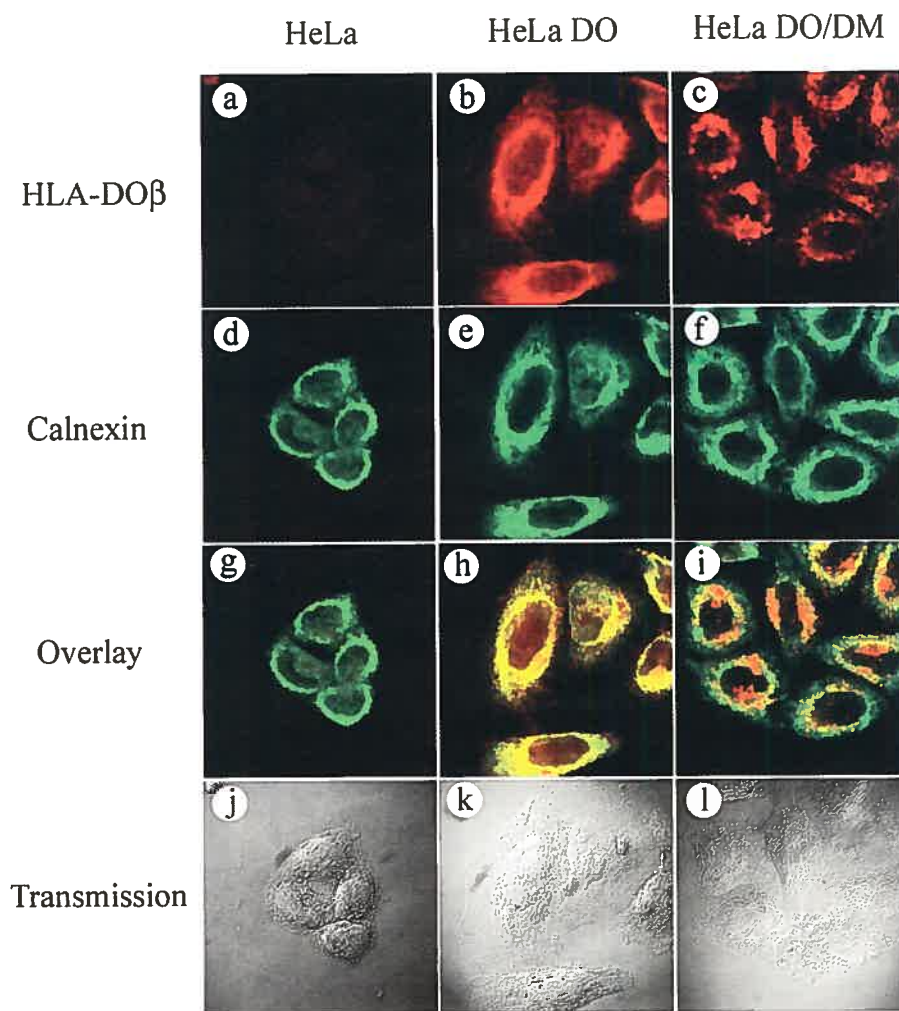 HeLa HeLa DO HeLa DO/DM
HLA-DOβ a b c
Calnexin d e f
Overlay g h i
Transmission j k l